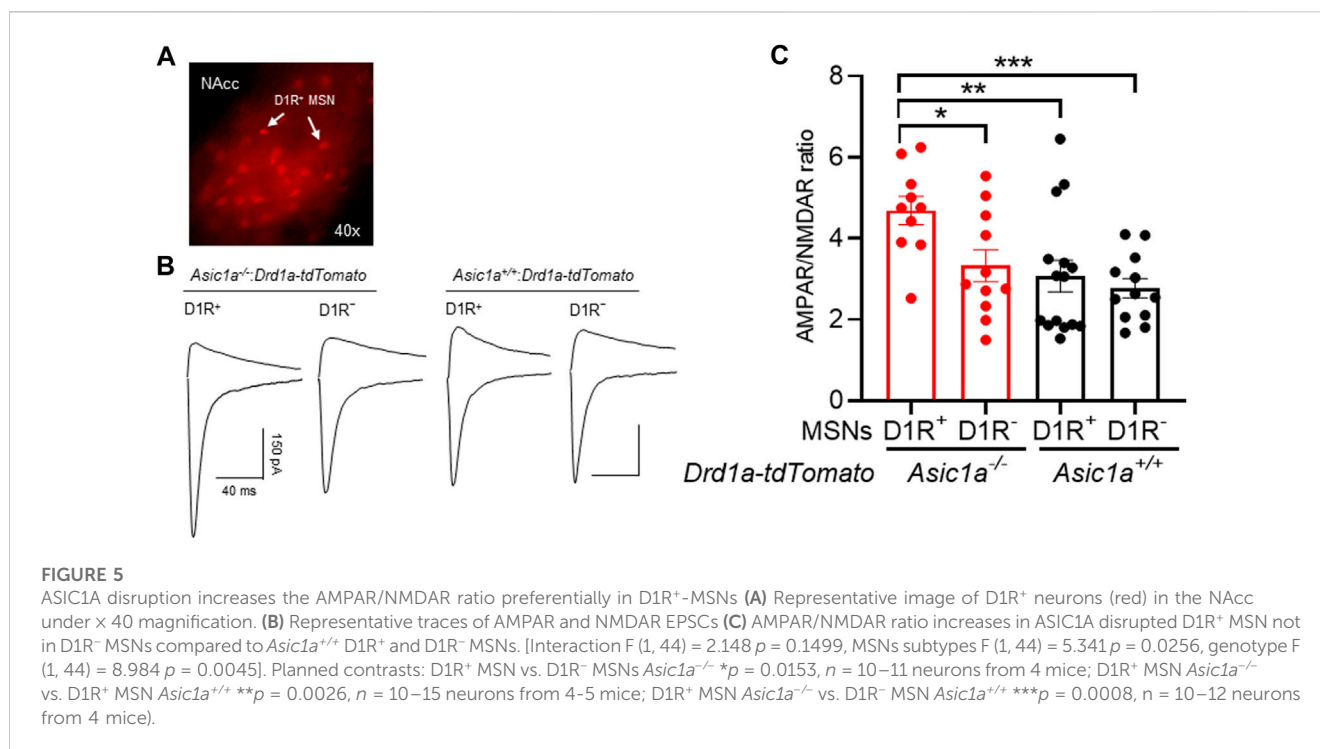 A
NAcc
D1R⁺ MSN
40x
B
Asic1a⁻/⁻:Drd1a-tdTomato
Asic1a⁺/⁺:Drd1a-tdTomato
D1R⁺
D1R⁻
D1R⁺
D1R⁻
150 pA
40 ms
C
AMPAR/NMDAR ratio
8
6
4
2
0
*
**
***
MSNs D1R⁺ D1R⁻ D1R⁺ D1R⁻
Drd1a-tdTomato Asic1a⁻/⁻ Asic1a⁺/⁺
FIGURE 5
ASIC1A disruption increases the AMPAR/NMDAR ratio preferentially in D1R⁺-MSNs (A) Representative image of D1R⁺ neurons (red) in the NAcc
under × 40 magnification. (B) Representative traces of AMPAR and NMDAR EPSCs (C) AMPAR/NMDAR ratio increases in ASIC1A disrupted D1R⁺ MSN not
in D1R⁻ MSNs compared to Asic1a⁺/⁺ D1R⁺ and D1R⁻ MSNs. [Interaction F (1, 44) = 2.148 p = 0.1499, MSNs subtypes F (1, 44) = 5.341 p = 0.0256, genotype F
(1, 44) = 8.984 p = 0.0045]. Planned contrasts: D1R⁺ MSN vs. D1R⁻ MSNs Asic1a⁻/⁻ *p = 0.0153, n = 10–11 neurons from 4 mice; D1R⁺ MSN Asic1a⁻/⁻
vs. D1R⁺ MSN Asic1a⁺/⁺ **p = 0.0026, n = 10–15 neurons from 4-5 mice; D1R⁺ MSN Asic1a⁻/⁻ vs. D1R⁻ MSN Asic1a⁺/⁺ ***p = 0.0008, n = 10–12 neurons
from 4 mice).